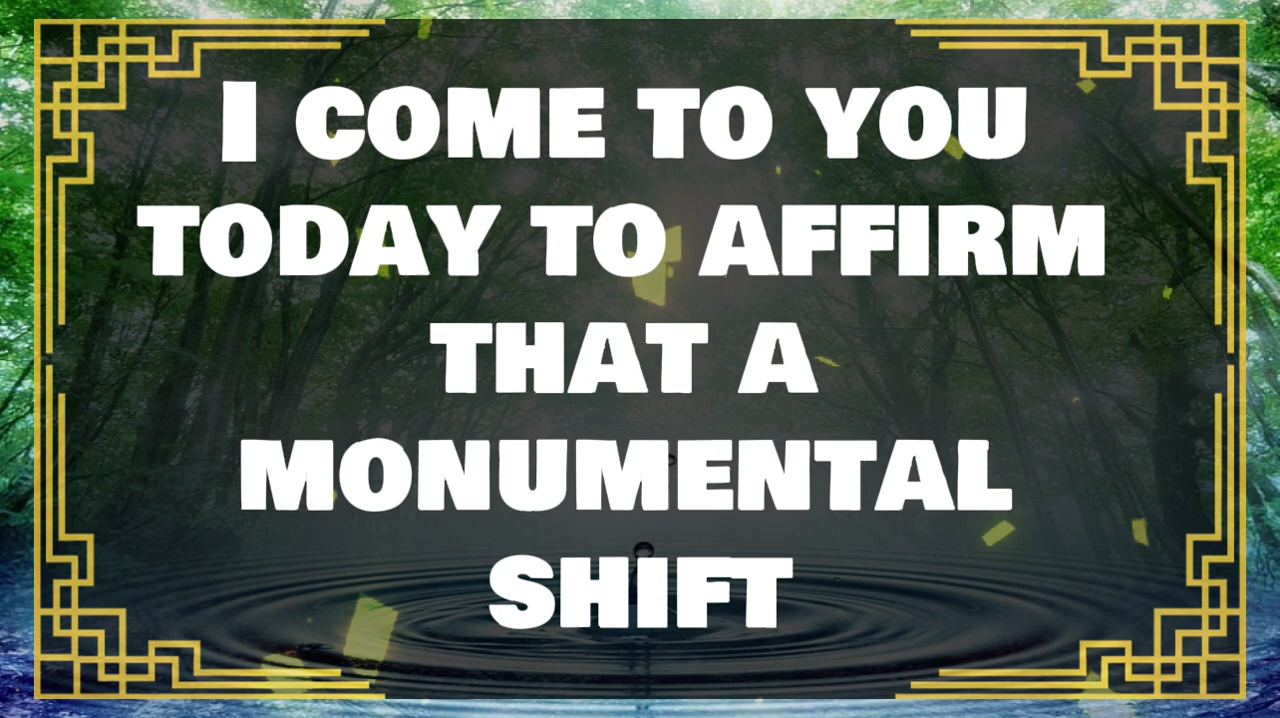 I COME TO YOU
TODAY TO AFFIRM
THAT A
MONUMENTAL
SHIFT